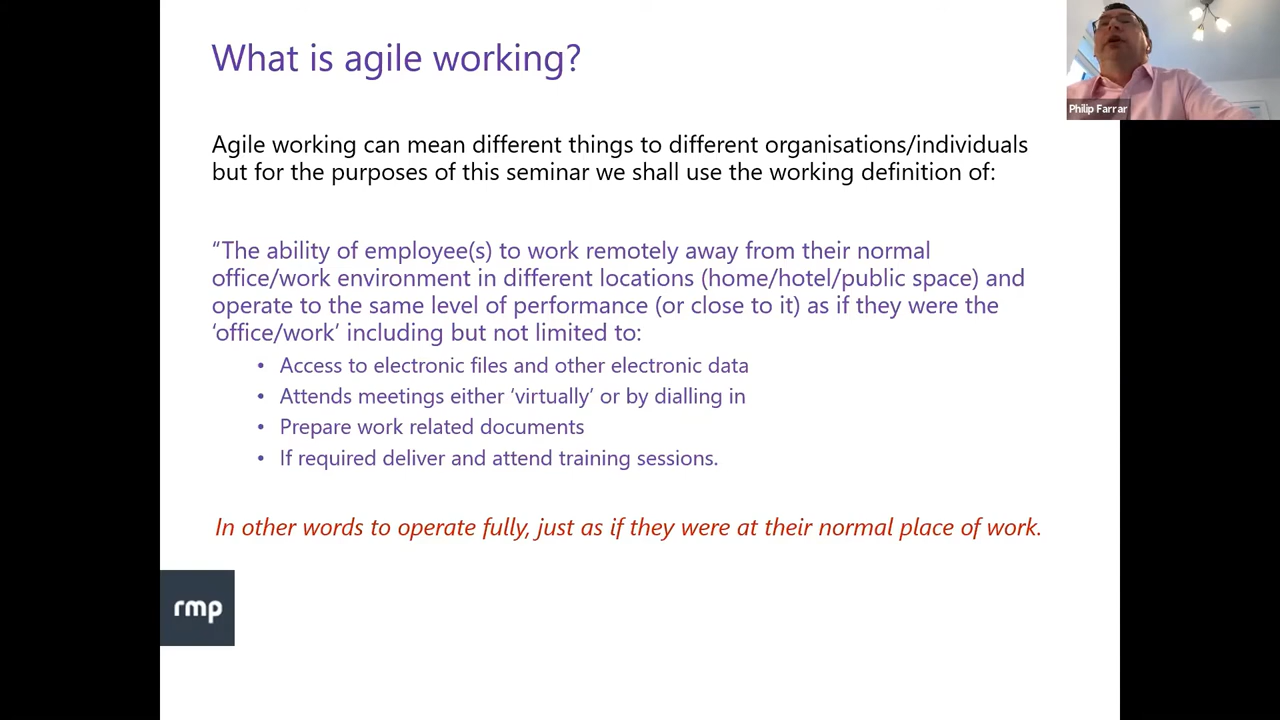 What is agile working?
Philip Farrar
Agile working can mean different things to different organisations/individuals
but for the purposes of this seminar we shall use the working definition of:
“The ability of employee(s) to work remotely away from their normal
office/work environment in different locations (home/hotel/public space) and
operate to the same level of performance (or close to it) as if they were the
‘office/work’ including but not limited to:
• Access to electronic files and other electronic data
• Attends meetings either ‘virtually’ or by dialling in
• Prepare work related documents
• If required deliver and attend training sessions.
In other words to operate fully, just as if they were at their normal place of work.
rmp